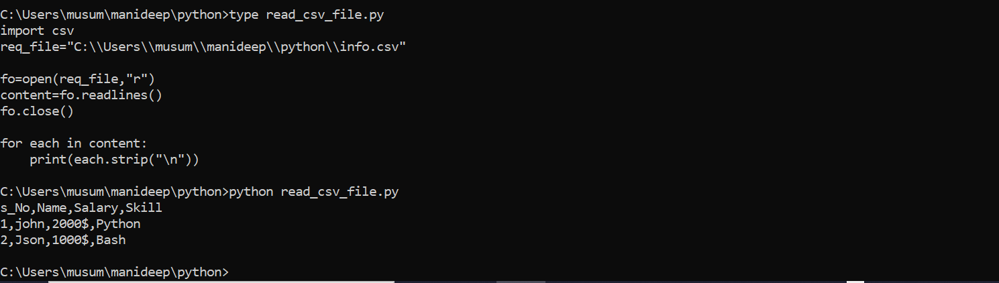 C:\Users\musum\manideep\python>type read_csv_file.py
import csv
req_file="C:\\Users\\musum\\manideep\\python\\info.csv"
fo=open(req_file,"r")
content=fo.readlines()
fo.close()
for each in content:
    print(each.strip("\n"))
C:\Users\musum\manideep\python>python read_csv_file.py
s_No,Name,Salary,Skill
1,john,2000$,Python
2,Json,1000$,Bash
C:\Users\musum\manideep\python>